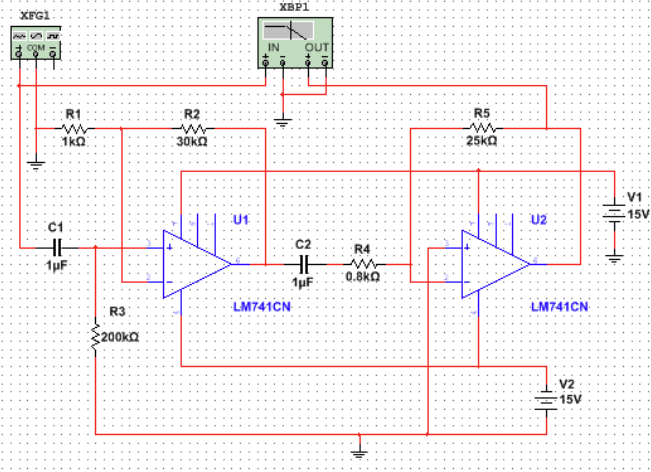 XFG1
XBP1
COM
IN OUT
R1
1kΩ
R2
30kΩ
R5
25kΩ
V1
15V
C1
1µF
U1
U2
C2
1µF
R4
0.8kΩ
LM741CN
LM741CN
R3
200kΩ
V2
15V